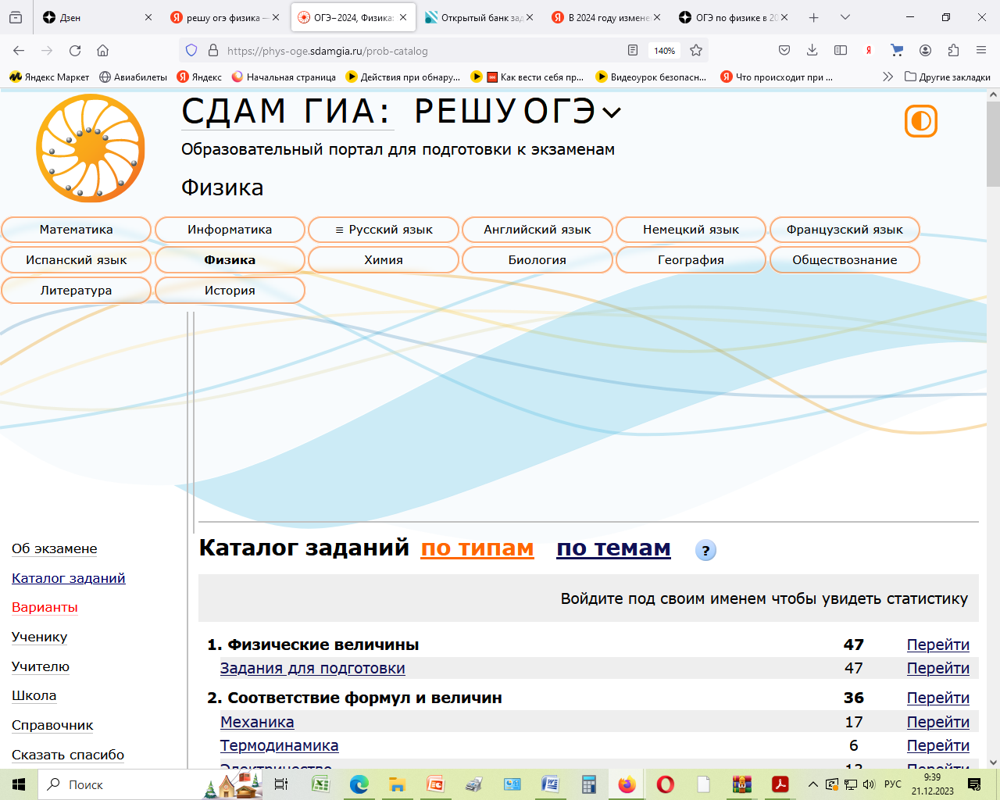 Дзен
решу огэ физика —
ОГЭ−2024, Физика:
Открытый банк зад
В 2024 году измене
ОГЭ по физике в 20
https://phys-oge.sdamgia.ru/prob-catalog
140%
Яндекс Маркет
Авиабилеты
Яндекс
Начальная страница
Действия при обнару...
Как вести себя пр...
Видеоурок безопасн...
Что происходит при ...
Другие закладки
СДАМ ГИА: РЕШУ ОГЭ
Образовательный портал для подготовки к экзаменам
Физика
Математика
Информатика
≡ Русский язык
Английский язык
Немецкий язык
Французский язык
Испанский язык
Физика
Химия
Биология
География
Обществознание
Литература
История
Об экзамене
Каталог заданий
Варианты
Ученику
Учителю
Школа
Справочник
Сказать спасибо
Каталог заданий по типам по темам ?
Войдите под своим именем чтобы увидеть статистику
1. Физические величины 47 Перейти
Задания для подготовки 47 Перейти
2. Соответствие формул и величин 36 Перейти
Механика 17 Перейти
Термодинамика 6 Перейти
Электричество 13 Перейти
Поиск
РУС
9:39
21.12.2023